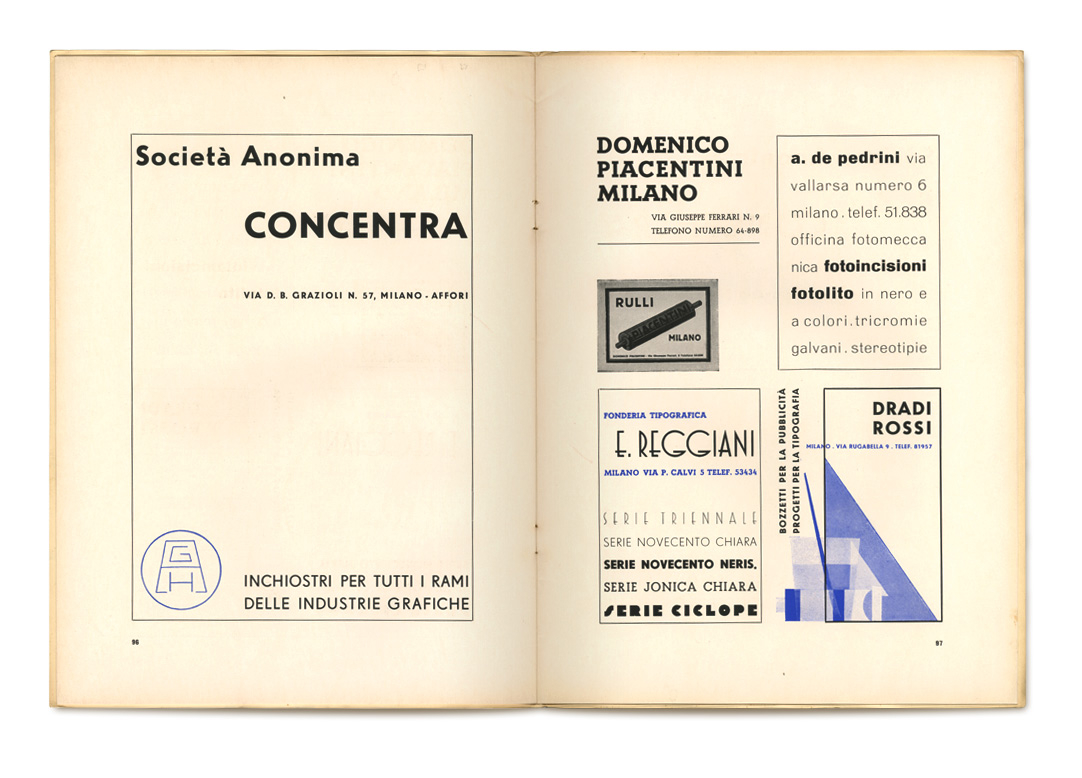 Società Anonima
CONCENTRA
VIA D. B. GRAZIOLI N. 57, MILANO - AFFORI
AGH
INCHIOSTRI PER TUTTI I RAMI
DELLE INDUSTRIE GRAFICHE
96
DOMENICO
PIACENTINI
MILANO
VIA GIUSEPPE FERRARI N. 9
TELEFONO NUMERO 64-898
RULLI
PIACENTINI
MILANO
a. de pedrini via
vallarsa numero 6
milano . telef. 51.838
officina fotomecca
nica fotoincisioni
fotolito in nero e
a colori . tricromie
galvani . stereotipie
FONDERIA TIPOGRAFICA
E. REGGIANI
MILANO VIA P. CALVI 5 TELEF. 53434
SERIE TRIENNALE
SERIE NOVECENTO CHIARA
SERIE NOVECENTO NERIS.
SERIE JONICA CHIARA
SERIE CICLOPE
BOZZETTI PER LA PUBBLICITÀ
PROGETTI PER LA TIPOGRAFIA
DRADI
ROSSI
MILANO . VIA RUGABELLA 9 . TELEF. 81957
97